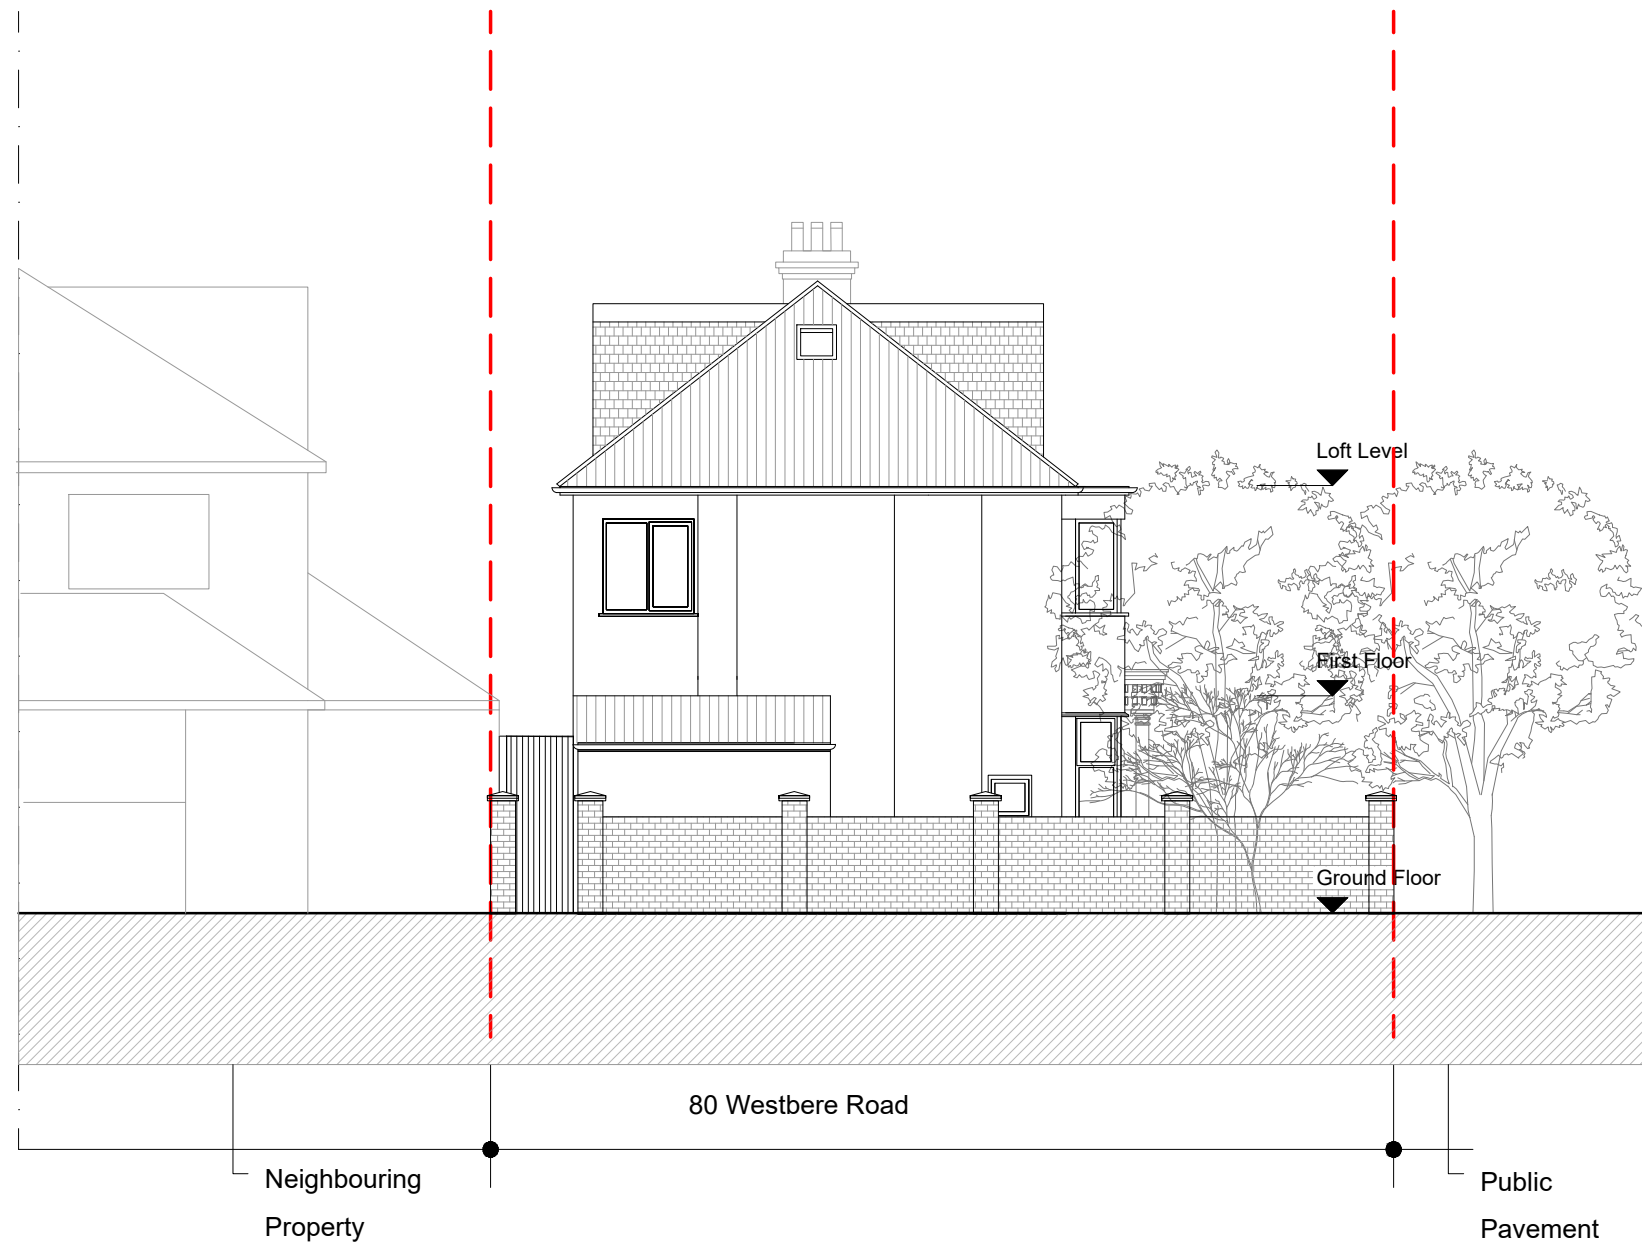 Loft Level
First Floor
Ground Floor
80 Westbere Road
Neighbouring
Property
Public
Pavement